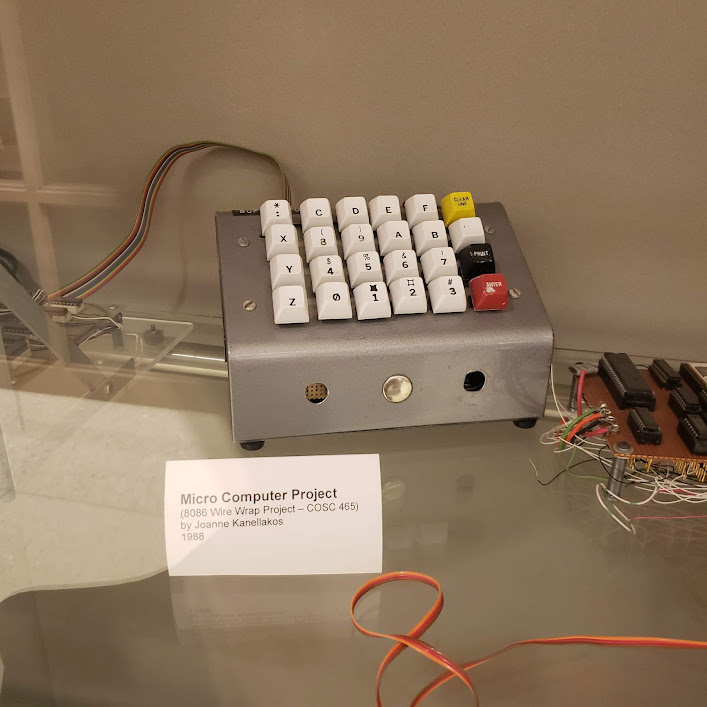 * : C D E F CLEAR LINE
X ( 8 ) 9 A B
Y $ 4 % 5 & 6 7
Z 0 1 2 # 3 ENTER
Micro Computer Project
(8086 Wire Wrap Project – COSC 465)
by Joanne Kanellakos
1988